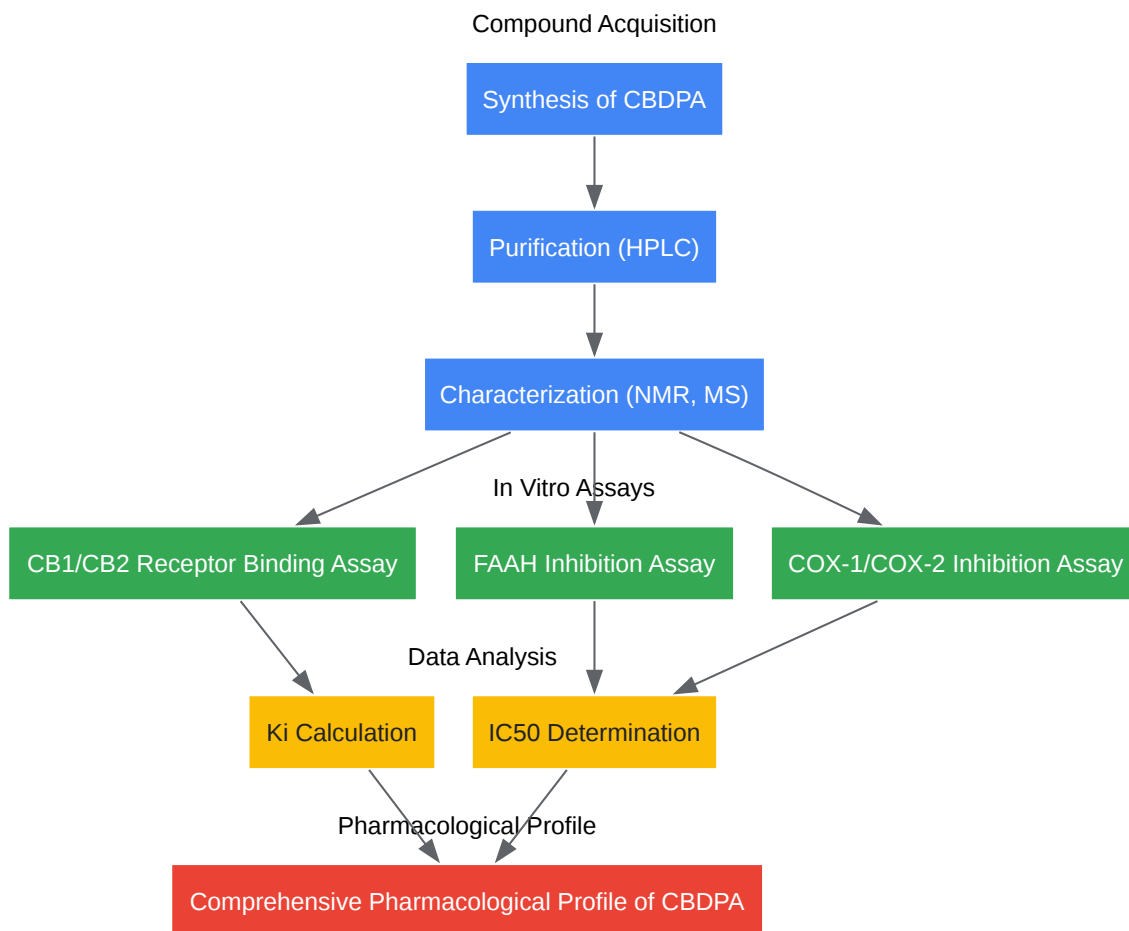 Compound Acquisition
Synthesis of CBDPA
Purification (HPLC)
Characterization (NMR, MS)
In Vitro Assays
CB1/CB2 Receptor Binding Assay
FAAH Inhibition Assay
COX-1/COX-2 Inhibition Assay
Data Analysis
Ki Calculation
IC50 Determination
Pharmacological Profile
Comprehensive Pharmacological Profile of CBDPA